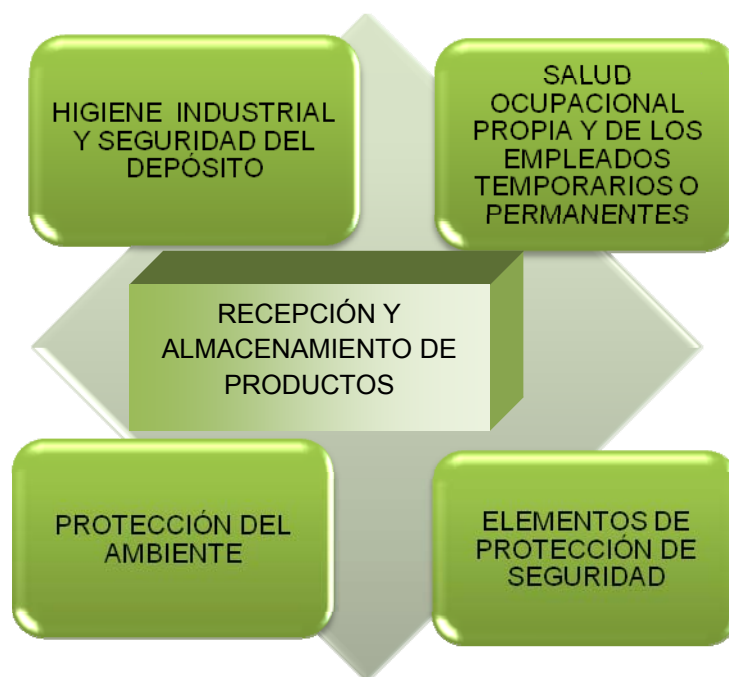 HIGIENE INDUSTRIAL
Y SEGURIDAD DEL
DEPÓSITO
SALUD
OCUPACIONAL
PROPIA Y DE LOS
EMPLEADOS
TEMPORARIOS O
PERMANENTES
RECEPCIÓN Y
ALMACENAMIENTO DE
PRODUCTOS
PROTECCIÓN DEL
AMBIENTE
ELEMENTOS DE
PROTECCIÓN DE
SEGURIDAD